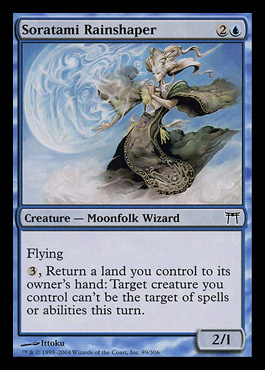 Soratami Rainshaper 2
Creature — Moonfolk Wizard
Flying
3, Return a land you control to its
owner's hand: Target creature you
control can't be the target of spells
or abilities this turn.
Ittoku
™ & © 1993–2004 Wizards of the Coast, Inc. 89/306
2/1